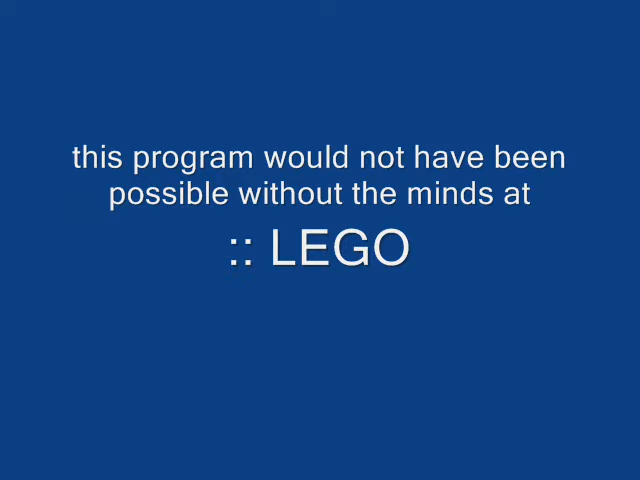 this program would not have been
possible without the minds at
:: LEGO